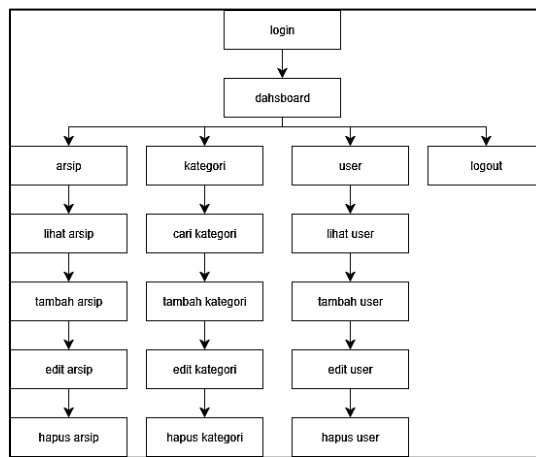 login
dahsboard
arsip
kategori
user
logout
lihat arsip
cari kategori
lihat user
tambah arsip
tambah kategori
tambah user
edit arsip
edit kategori
edit user
hapus arsip
hapus kategori
hapus user